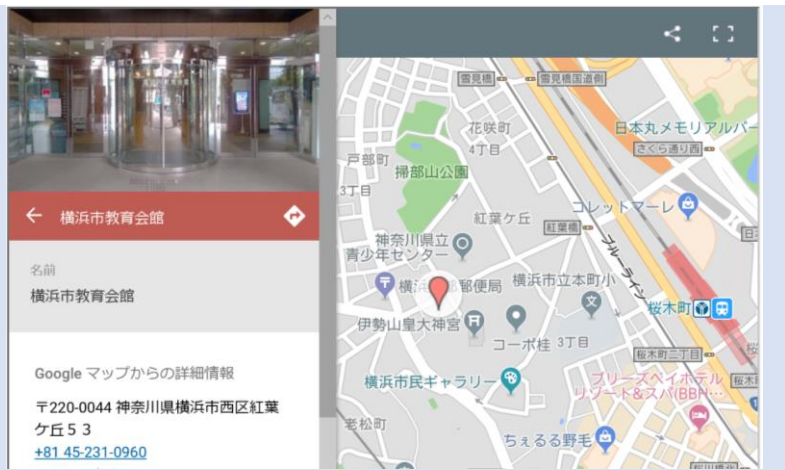 横浜市教育会館
名前
横浜市教育会館
Google マップからの詳細情報
〒220-0044 神奈川県横浜市西区紅葉
ケ丘５３
+81 45-231-0960
雪見橋
雪見橋国道側
花咲町
4丁目
日本丸メモリアルパー
さくら通り西
戸部町
3丁目
掃部山公園
コレットマーレ
紅葉ケ丘
紅葉橋
日
神奈川県立
青少年センター
ブルーライン
横浜
郵便局
横浜市立本町小
桜木町
伊勢山皇大神宮
コーポ桂
3丁目
桜木町二丁目
桜
横浜市民ギャラリー
ブリーズベイホテル
リゾート&スパ(BBH…
桜木
老松町
ちぇるる野毛